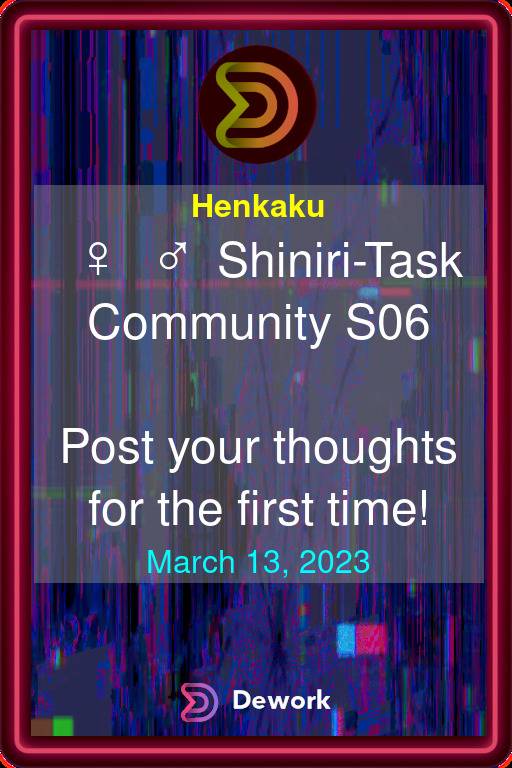 Henkaku
♀ ♂ Shiniri-Task
Community S06
Post your thoughts
for the first time!
March 13, 2023
Dework